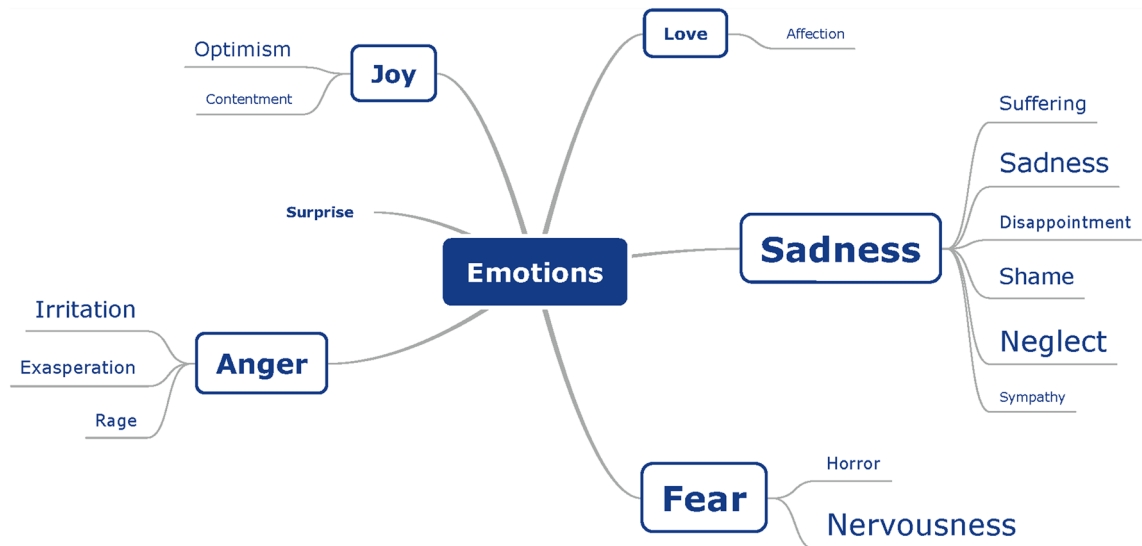 Love
Affection
Joy
Optimism
Contentment
Surprise
Emotions
Sadness
Suffering
Sadness
Disappointment
Shame
Neglect
Sympathy
Anger
Irritation
Exasperation
Rage
Fear
Horror
Nervousness